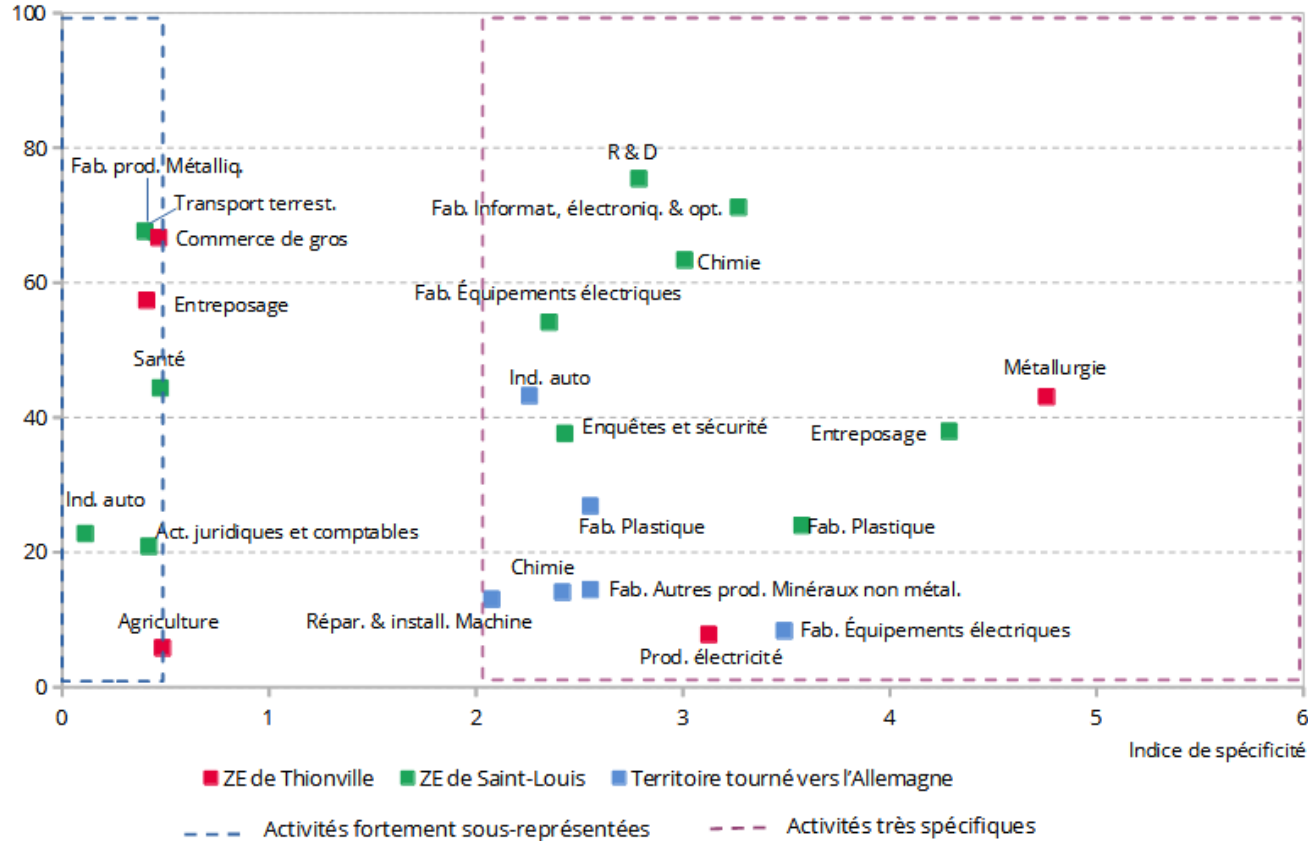 100
80
60
40
20
0
R & D
Fab. prod. Métalliq.
Transport terrest.
Fab. Informat., électroniq. & opt.
Commerce de gros
Chimie
Fab. Équipements électriques
Entreposage
Santé
Ind. auto
Métallurgie
Enquêtes et sécurité
Entreposage
Ind. auto
Act. juridiques et comptables
Fab. Plastique
Fab. Plastique
Chimie
Fab. Autres prod. Minéraux non métal.
Agriculture
Répar. & install. Machine
Fab. Équipements électriques
Prod. électricité
0 1 2 3 4 5 6
Indice de spécificité
ZE de Thionville ZE de Saint-Louis Territoire tourné vers l’Allemagne
Activités fortement sous-représentées Activités très spécifiques